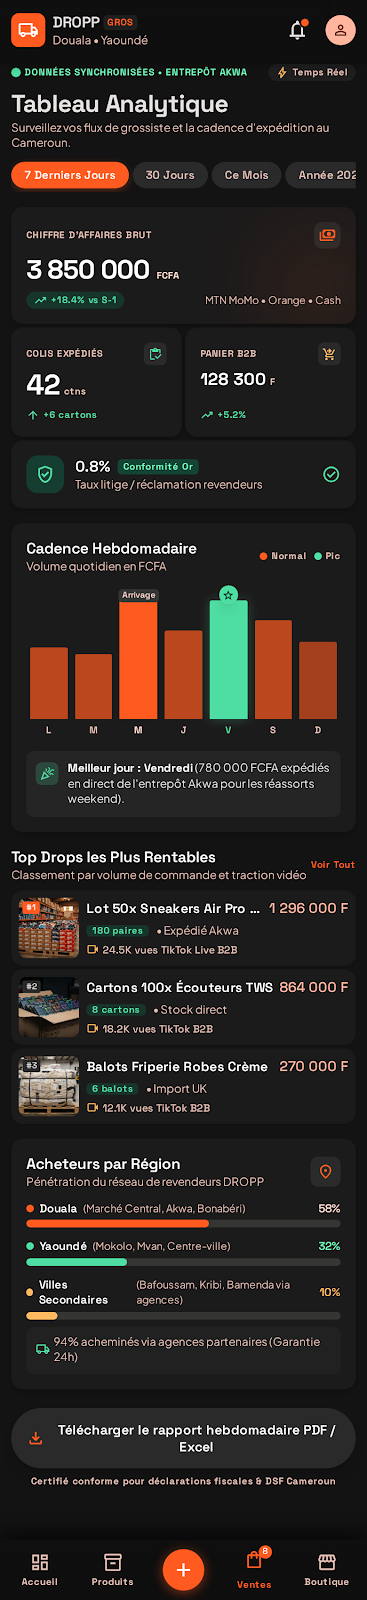 DROPP GROS
Douala • Yaoundé
DONNÉES SYNCHRONISÉES • ENTREPÔT AKWA
Temps Réel
Tableau Analytique
Surveillez vos flux de grossiste et la cadence d'expédition au
Cameroun.
7 Derniers Jours
30 Jours
Ce Mois
Année 202
CHIFFRE D'AFFAIRES BRUT
3 850 000 FCFA
+18.4% vs S-1
MTN MoMo • Orange • Cash
COLIS EXPÉDIÉS
42 ctns
+6 cartons
PANIER B2B
128 300 F
+5.2%
0.8% Conformité Or
Taux litige / réclamation revendeurs
Cadence Hebdomadaire
Volume quotidien en FCFA
Normal
Pic
Arrivage
L M M J V S D
Meilleur jour : Vendredi (780 000 FCFA expédiés
en direct de l'entrepôt Akwa pour les réassorts
weekend).
Top Drops les Plus Rentables
Classement par volume de commande et traction vidéo
Voir Tout
#1
Lot 50x Sneakers Air Pro ... 1 296 000 F
180 paires • Expédié Akwa
24.5K vues TikTok Live B2B
#2
Cartons 100x Écouteurs TWS 864 000 F
8 cartons • Stock direct
18.2K vues TikTok B2B
#3
Balots Friperie Robes Crème 270 000 F
6 balots • Import UK
12.1K vues TikTok B2B
Acheteurs par Région
Pénétration du réseau de revendeurs DROPP
Douala (Marché Central, Akwa, Bonabéri) 58%
Yaoundé (Mokolo, Mvan, Centre-ville) 32%
Villes
Secondaires
(Bafoussam, Kribi, Bamenda via
agences)
10%
94% acheminés via agences partenaires (Garantie
24h)
Télécharger le rapport hebdomadaire PDF /
Excel
Certifié conforme pour déclarations fiscales & DSF Cameroun
8
Accueil
Produits
Ventes
Boutique